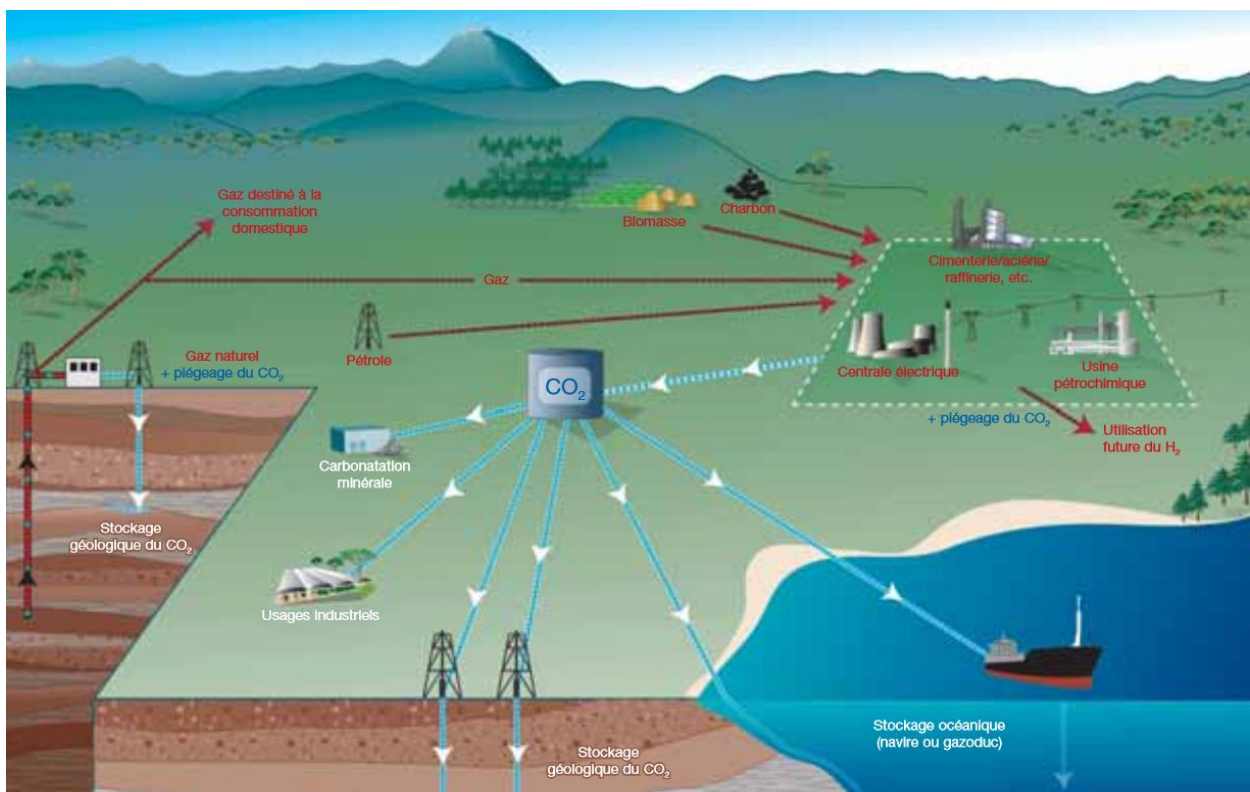 Gaz destiné à la
consommation
domestique
Charbon
Biomasse
Cimenterie/aciérie/
raffinerie, etc.
Gaz
Pétrole
Gaz naturel
+ piégeage du CO₂
CO₂
Centrale électrique
Usine
pétrochimique
+ piégeage du CO₂
Utilisation
future du H₂
Carbonatation
minérale
Stockage
géologique du CO₂
Usages industriels
Stockage océanique
(navire ou gazoduc)
Stockage
géologique du CO₂